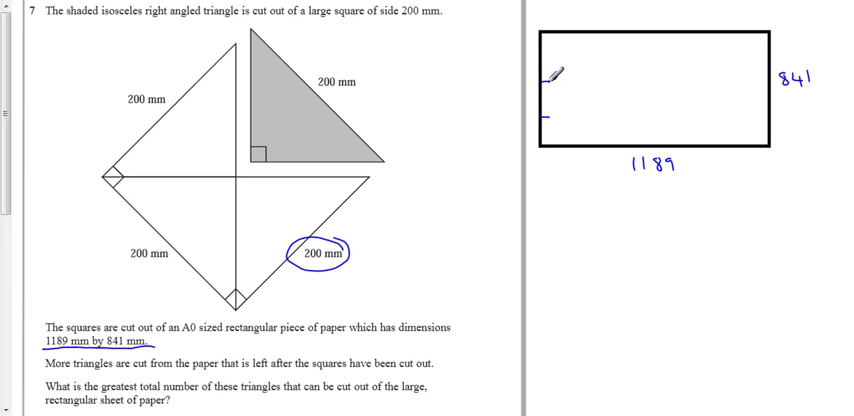 7 The shaded isosceles right angled triangle is cut out of a large square of side 200 mm.
200 mm
200 mm
841
1189
200 mm
200 mm
The squares are cut out of an A0 sized rectangular piece of paper which has dimensions
1189 mm by 841 mm.
More triangles are cut from the paper that is left after the squares have been cut out.
What is the greatest total number of these triangles that can be cut out of the large,
rectangular sheet of paper?